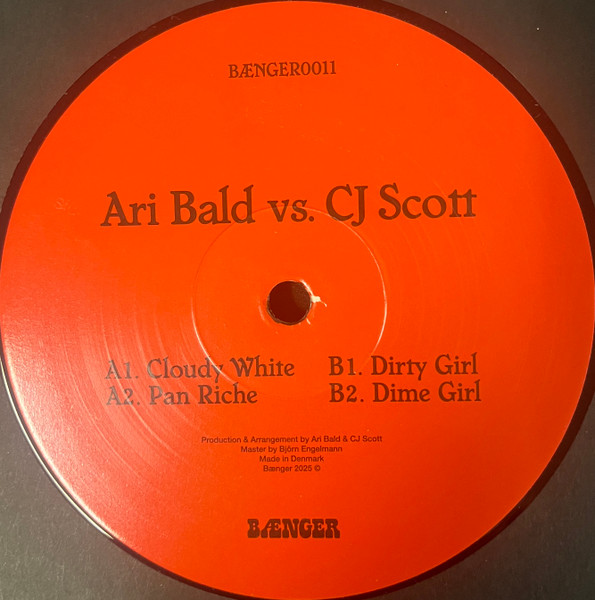 BÆNGER0011
Ari Bald vs. CJ Scott
A1. Cloudy White
A2. Pan Riche
B1. Dirty Girl
B2. Dime Girl
Production & Arrangement by Ari Bald & CJ Scott
Master by Björn Engelmann
Made in Denmark
Bænger 2025 ©
BÆNGER